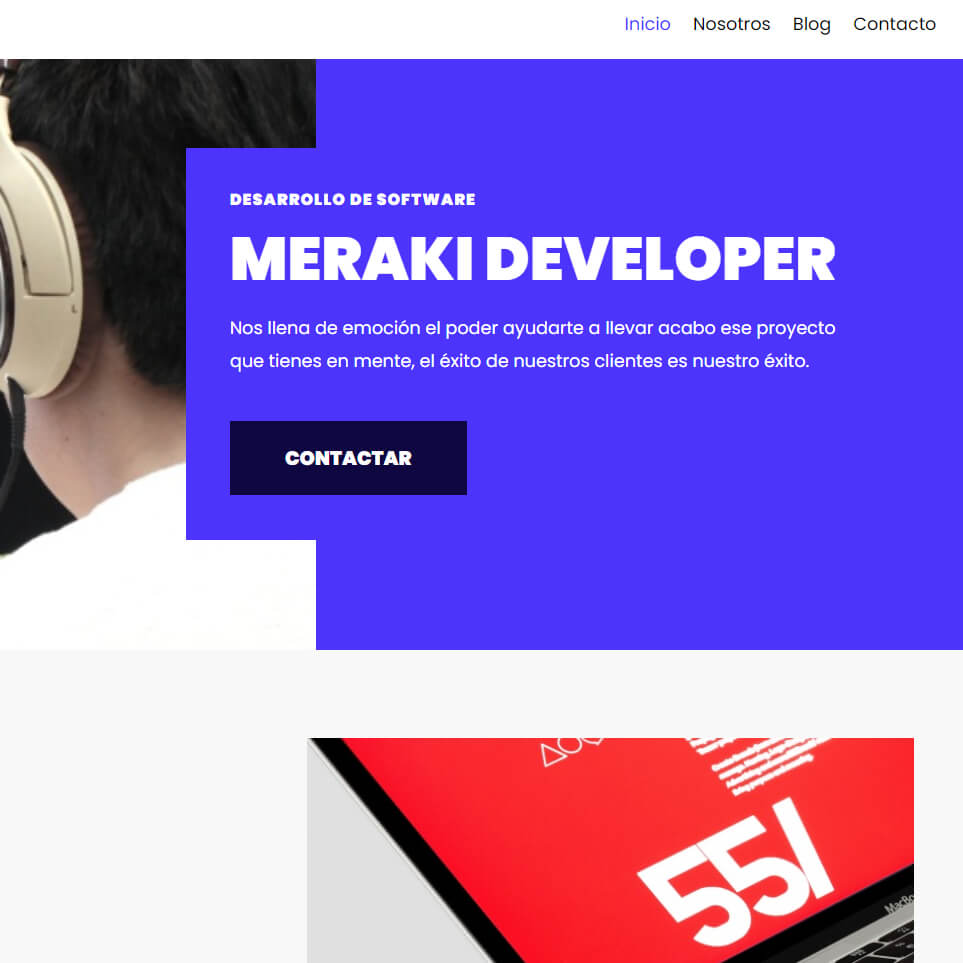 Inicio Nosotros Blog Contacto
DESARROLLO DE SOFTWARE
MERAKI DEVELOPER
Nos llena de emoción el poder ayudarte a llevar acabo ese proyecto
que tienes en mente, el éxito de nuestros clientes es nuestro éxito.
CONTACTAR
55/